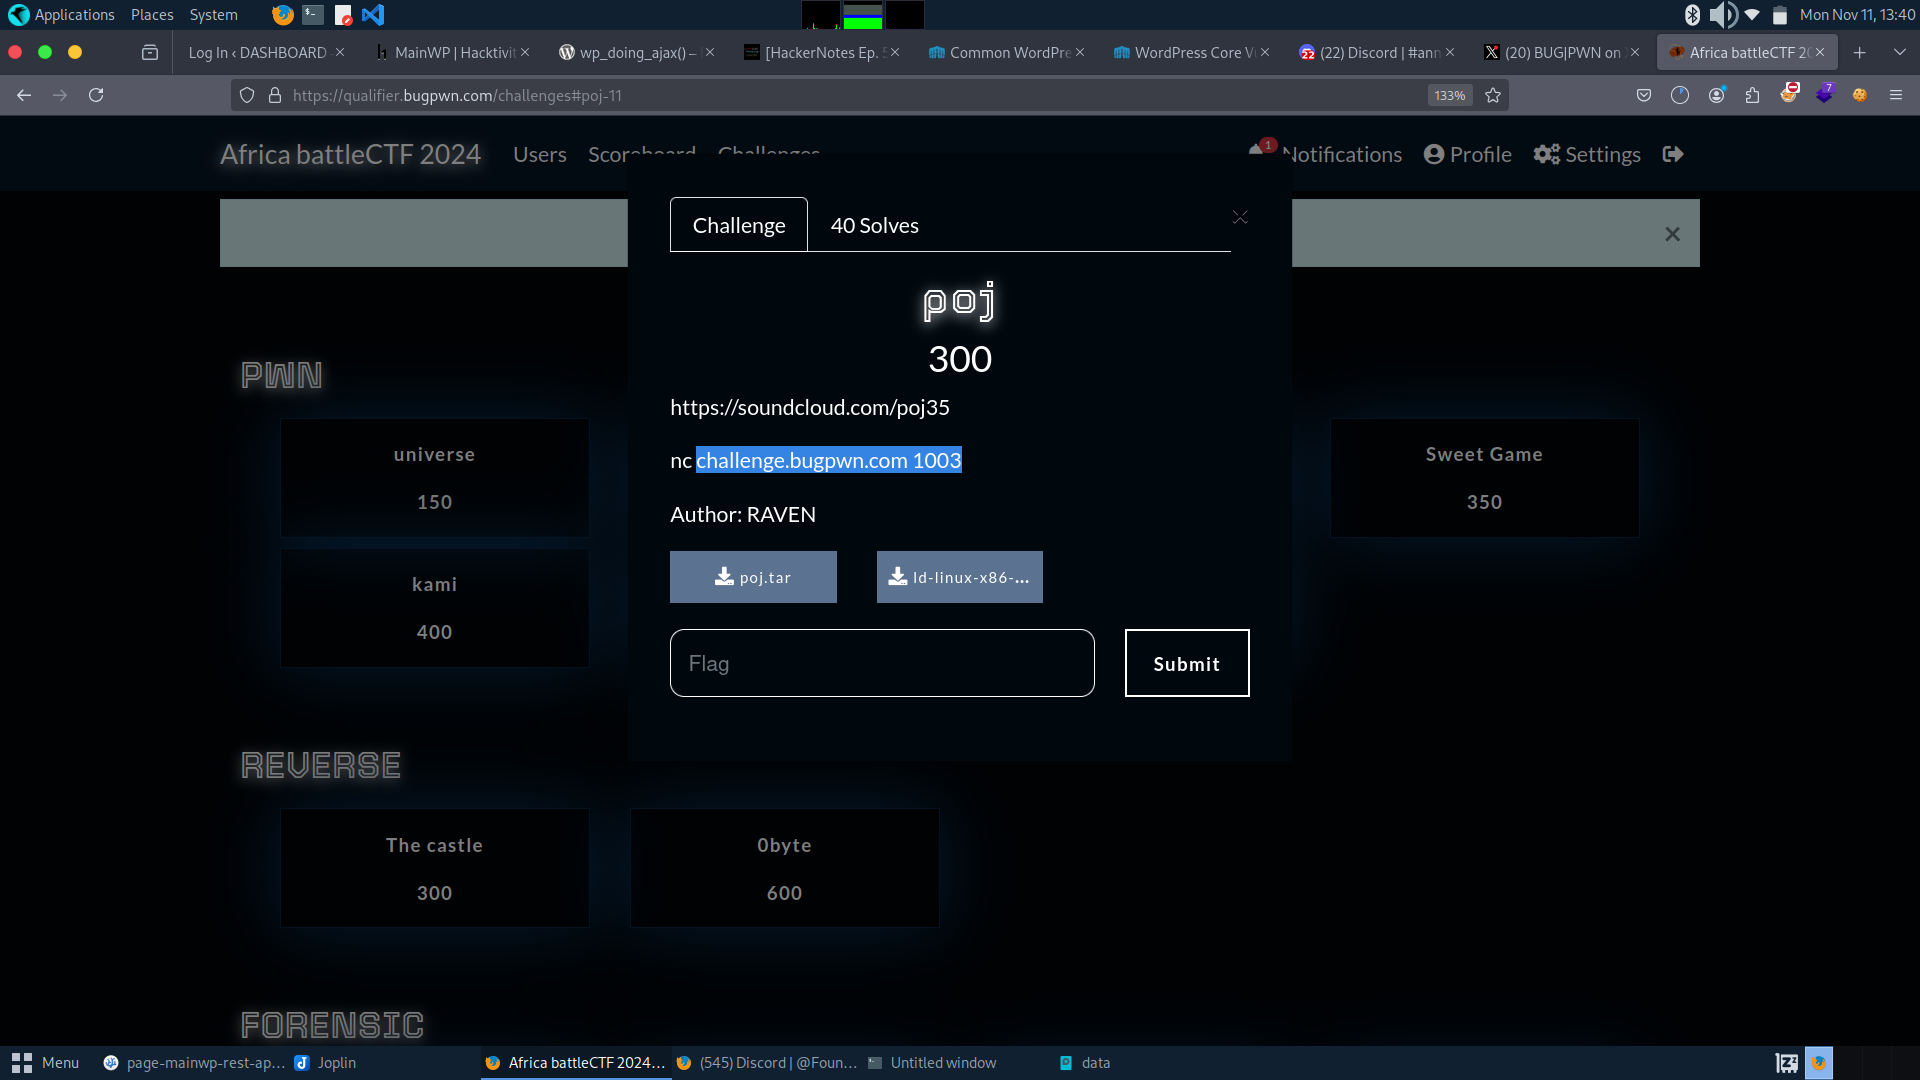 Applications Places System Mon Nov 11, 13:40
Log In ‹ DASHBOARD MainWP | Hacktivit wp_doing_ajax() – [HackerNotes Ep. Common WordPre WordPress Core Vu (22) Discord | #ann (20) BUG|PWN on Africa battleCTF 20
https://qualifier.bugpwn.com/challenges#poj-11 133% 7
Africa battleCTF 2024 Users Scoreboard Challenges 1 Notifications Profile Settings
Challenge 40 Solves
poj
300
https://soundcloud.com/poj35
nc challenge.bugpwn.com 1003
Author: RAVEN
poj.tar ld-linux-x86-...
Flag Submit
PWN
universe
150
Sweet Game
350
kami
400
REVERSE
The castle
300
0byte
600
FORENSIC
Menu page-mainwp-rest-ap... Joplin Africa battleCTF 2024... (545) Discord | @Foun... Untitled window data